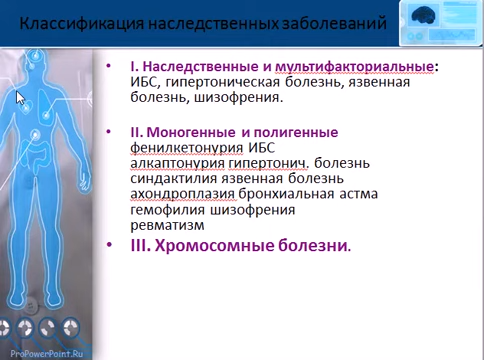 Классификация наследственных заболеваний
• I. Наследственные и мультифакториальные:
ИБС, гипертоническая болезнь, язвенная
болезнь, шизофрения.
• II. Моногенные и полигенные
фенилкетонурия ИБС
алкаптонурия гипертонич. болезнь
синдактилия язвенная болезнь
ахондроплазия бронхиальная астма
гемофилия шизофрения
ревматизм
• III. Хромосомные болезни.
ProPowerPoint.Ru